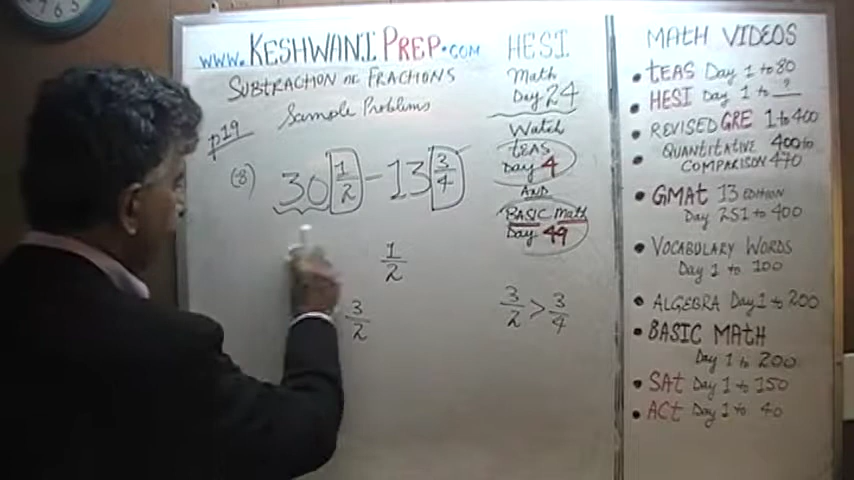 7 6 5
www.KESHWANI PREP.COM
SUBTRACTION OF FRACTIONS
Sample Problems
p19
(8) 30 1/2 - 13 3/4
1/2
3/2
3/2 > 3/4
HESI
Math
Day 24
Watch
TEAS
Day 4
AND
BASIC Math
Day 49
MATH VIDEOS
• TEAS Day 1 to 80
• HESI Day 1 to ?
• REVISED GRE 1 to 400
• QUANTITATIVE 400 to
COMPARISON 470
• GMAT 13 EDITION
Day 251 to 400
• VOCABULARY WORDS
Day 1 to 100
• ALGEBRA Day 1 to 200
• BASIC MATH
Day 1 to 200
• SAT Day 1 to 150
• ACT Day 1 to 40